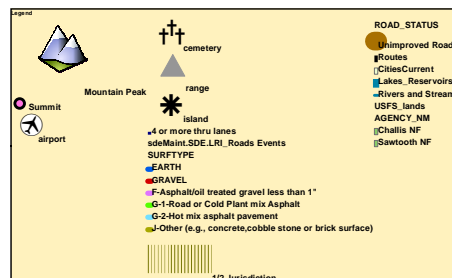 Legend
cemetery
Mountain Peak
range
Summit
island
airport
4 or more thru lanes
sdeMaint.SDE.LRI_Roads Events
SURFTYPE
EARTH
GRAVEL
F-Asphalt/oil treated gravel less than 1"
G-1-Road or Cold Plant mix Asphalt
G-2-Hot mix asphalt pavement
J-Other (e.g., concrete,cobble stone or brick surface)
1/2 Jurisdiction
ROAD_STATUS
Unimproved Road
Routes
CitiesCurrent
Lakes_Reservoirs
Rivers and Stream
USFS_lands
AGENCY_NM
Challis NF
Sawtooth NF